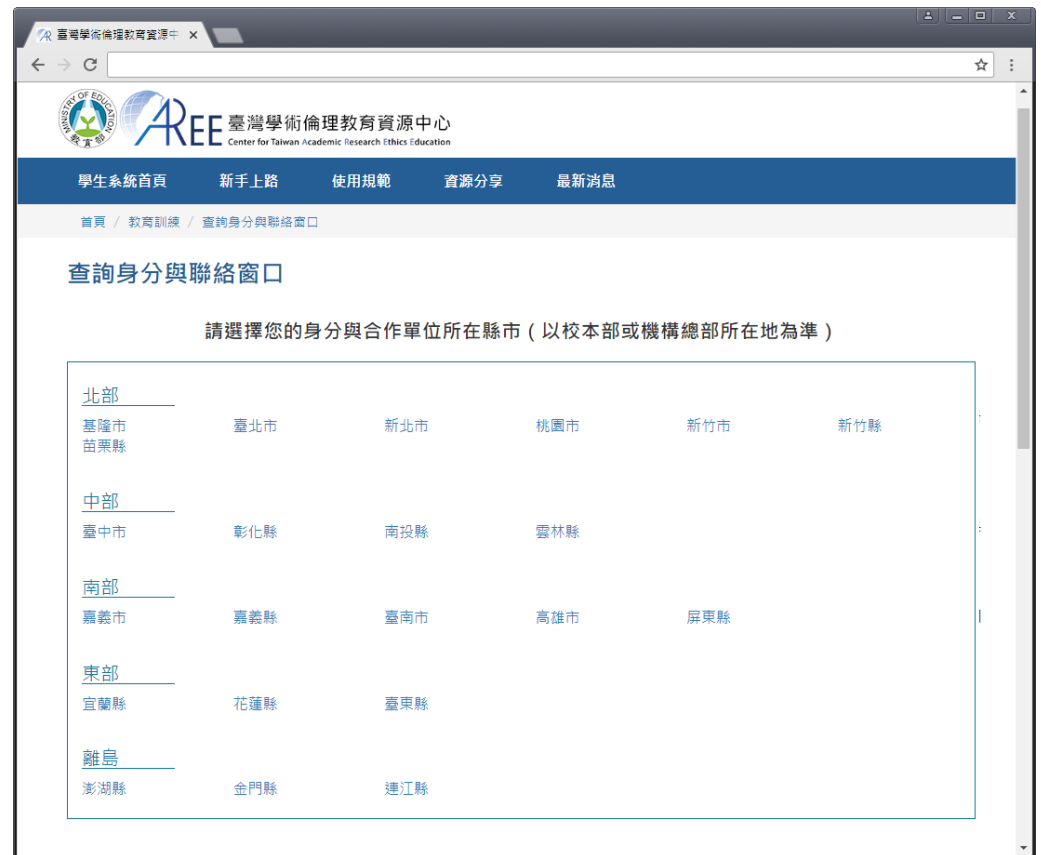 臺灣學術倫理教育資源中
MINISTRY OF EDUCATION
教育部
AREE 臺灣學術倫理教育資源中心
Center for Taiwan Academic Research Ethics Education
學生系統首頁 新手上路 使用規範 資源分享 最新消息
首頁 / 教育訓練 / 查詢身分與聯絡窗口
查詢身分與聯絡窗口
請選擇您的身分與合作單位所在縣市 ( 以校本部或機構總部所在地為準 )
北部
基隆市 臺北市 新北市 桃園市 新竹市 新竹縣
苗栗縣
中部
臺中市 彰化縣 南投縣 雲林縣
南部
嘉義市 嘉義縣 臺南市 高雄市 屏東縣
東部
宜蘭縣 花蓮縣 臺東縣
離島
澎湖縣 金門縣 連江縣